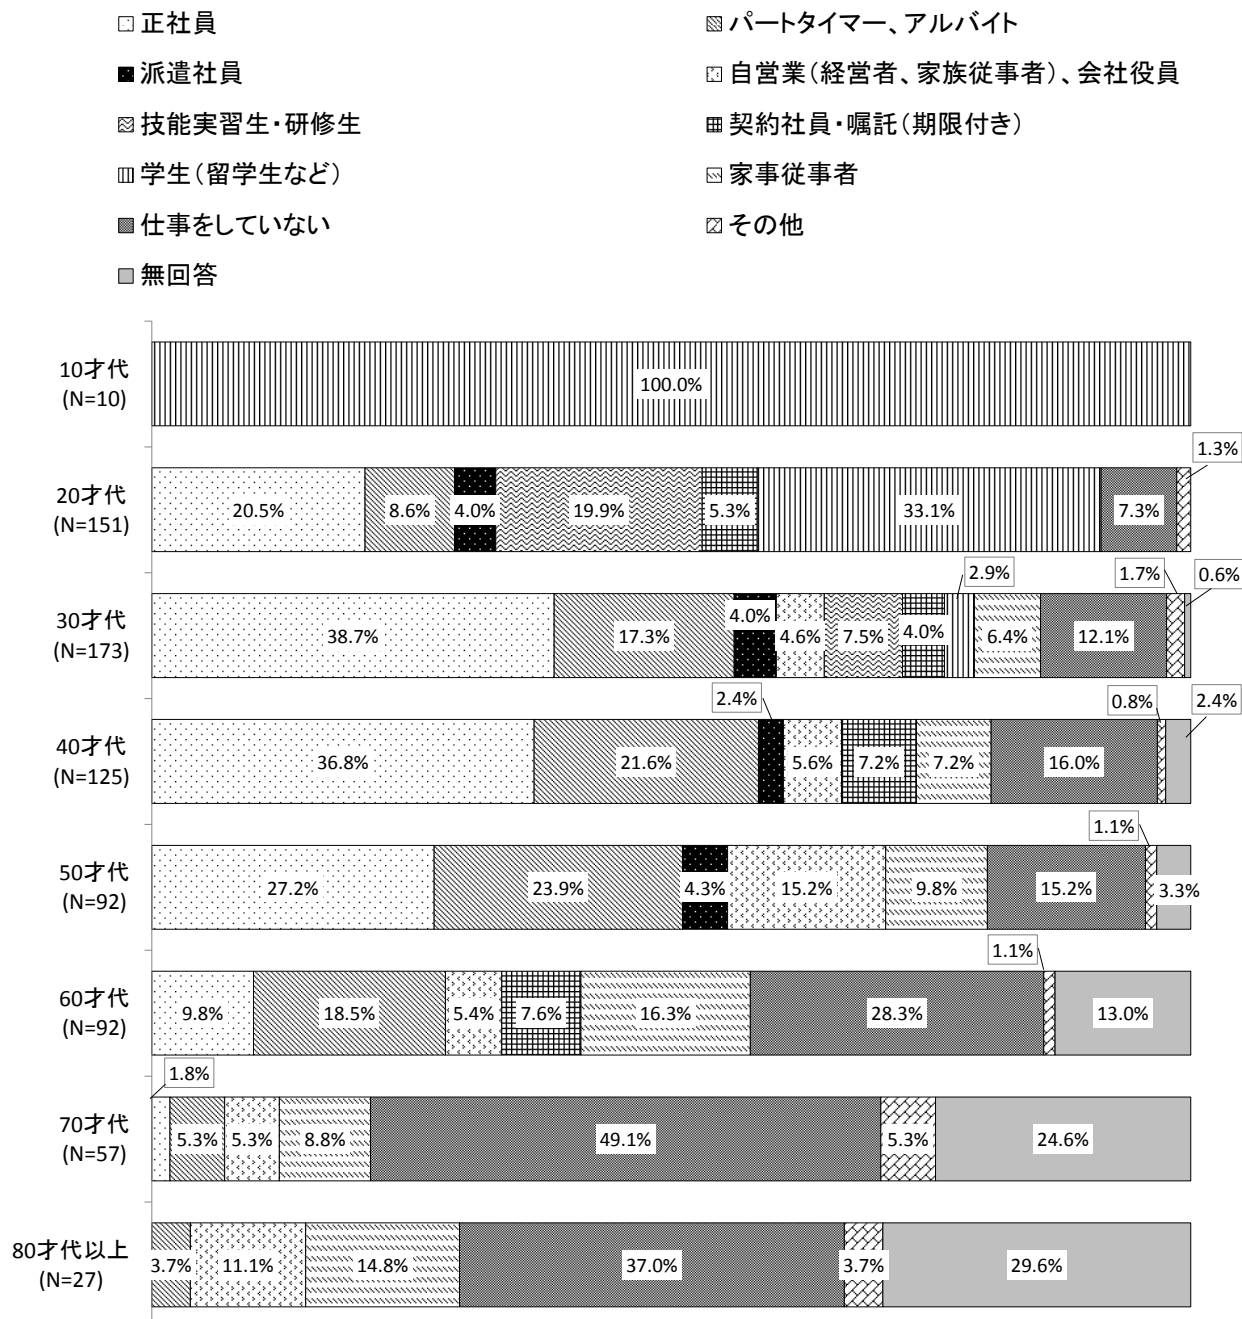 正社員
パートタイマー、アルバイト
派遣社員
自営業(経営者、家族従事者)、会社役員
技能実習生・研修生
契約社員・嘱託(期限付き)
学生(留学生など)
家事従事者
仕事をしていない
その他
無回答
10才代
(N=10)
100.0%
20才代
(N=151)
20.5%
8.6%
4.0%
19.9%
5.3%
33.1%
7.3%
1.3%
30才代
(N=173)
38.7%
17.3%
4.0%
4.6%
7.5%
4.0%
2.9%
6.4%
12.1%
1.7%
0.6%
40才代
(N=125)
36.8%
21.6%
2.4%
5.6%
7.2%
7.2%
16.0%
0.8%
2.4%
50才代
(N=92)
27.2%
23.9%
4.3%
15.2%
9.8%
15.2%
1.1%
3.3%
60才代
(N=92)
9.8%
18.5%
5.4%
7.6%
16.3%
28.3%
1.1%
13.0%
70才代
(N=57)
1.8%
5.3%
5.3%
8.8%
49.1%
5.3%
24.6%
80才代以上
(N=27)
3.7%
11.1%
14.8%
37.0%
3.7%
29.6%